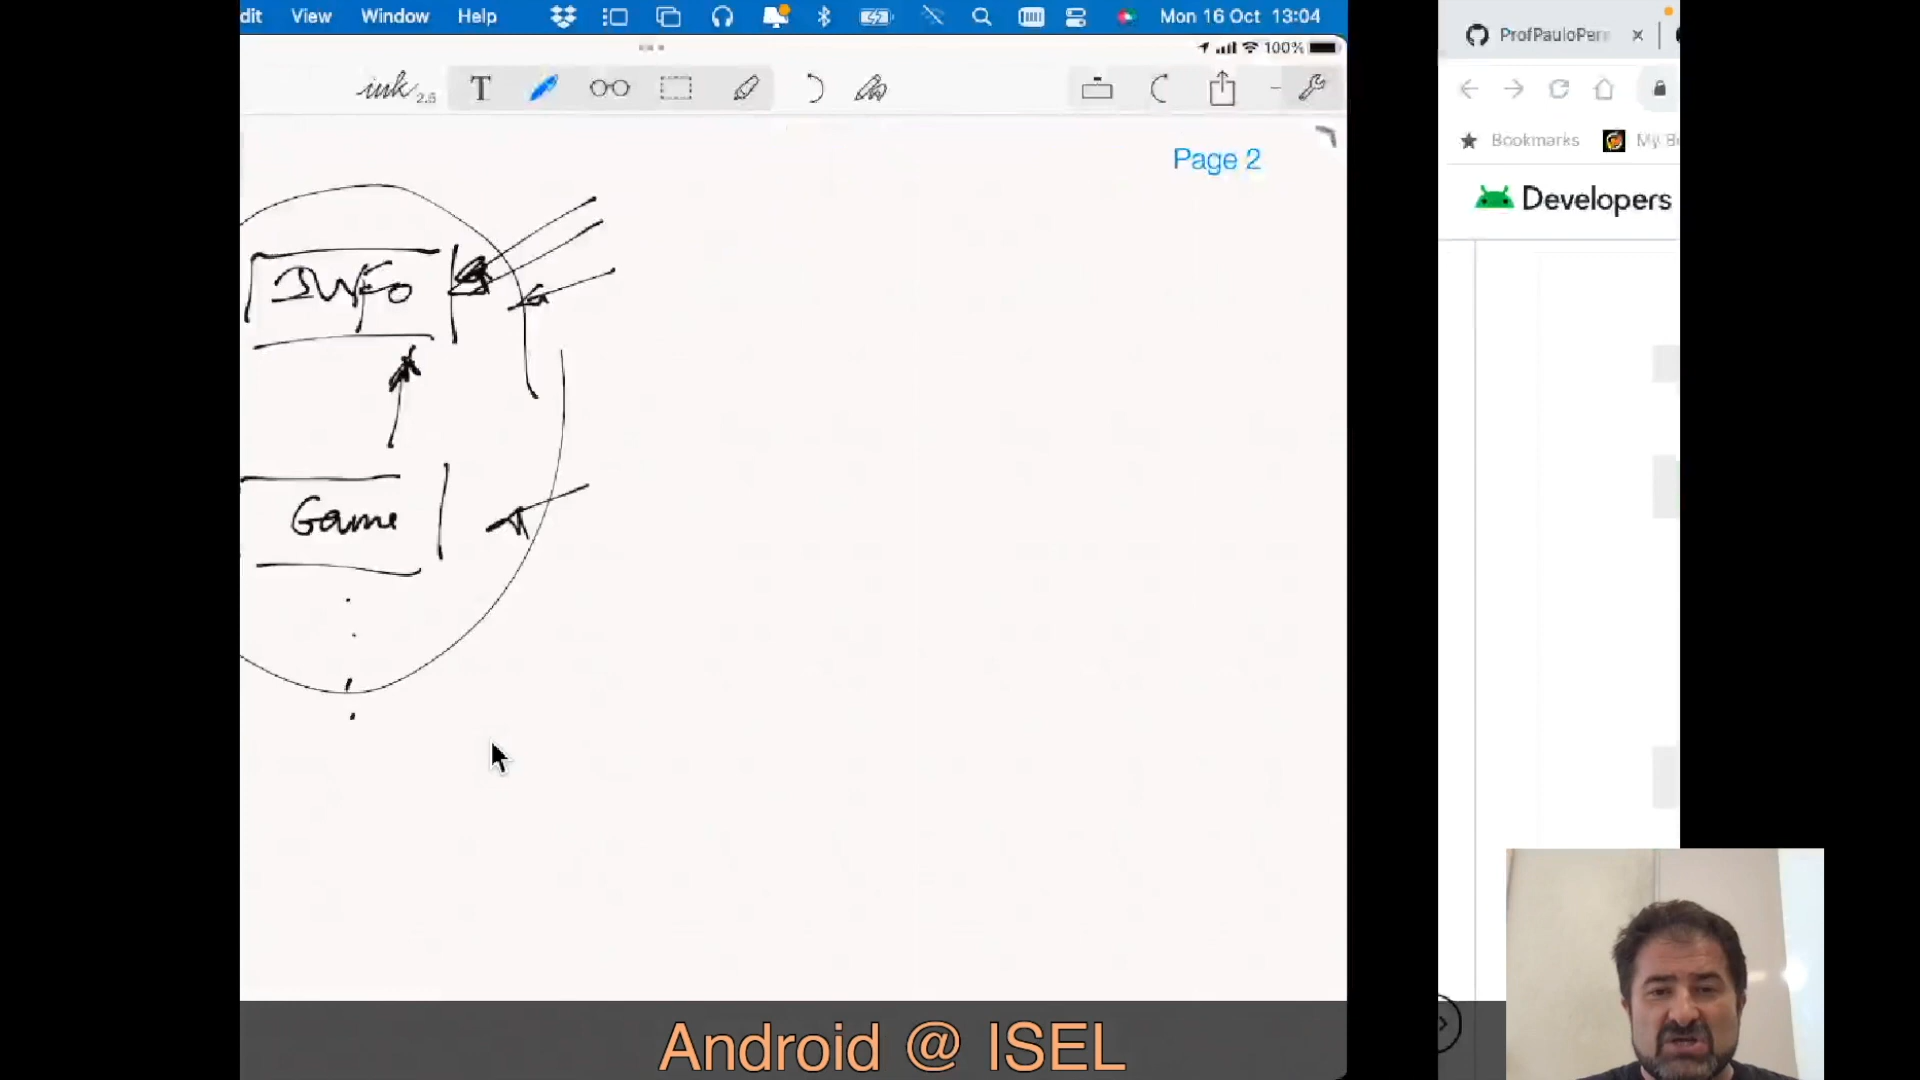 dit View Window Help Mon 16 Oct 13:04
100%
ink 2.5 T
Page 2
INFO
Game
ProfPauloPer
Bookmarks My B
Developers
Android @ ISEL